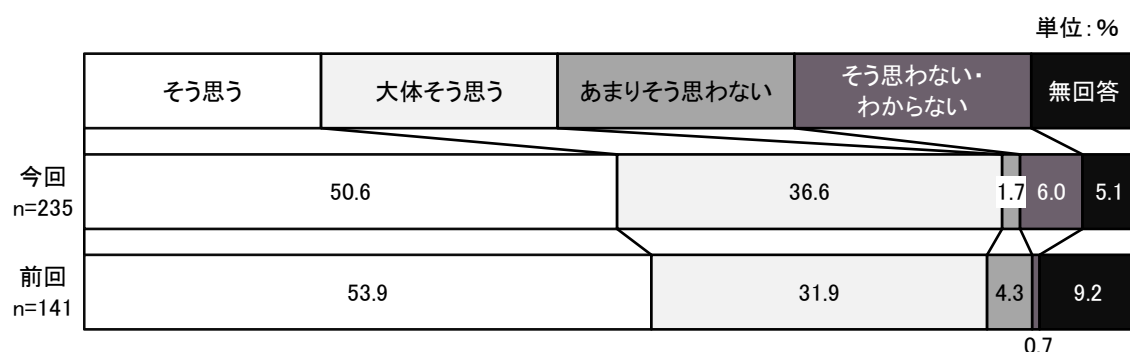 単位：％
そう思う
大体そう思う
あまりそう思わない
そう思わない・
わからない
無回答
今回
n=235
50.6
36.6
1.7
6.0
5.1
前回
n=141
53.9
31.9
4.3
9.2
0.7